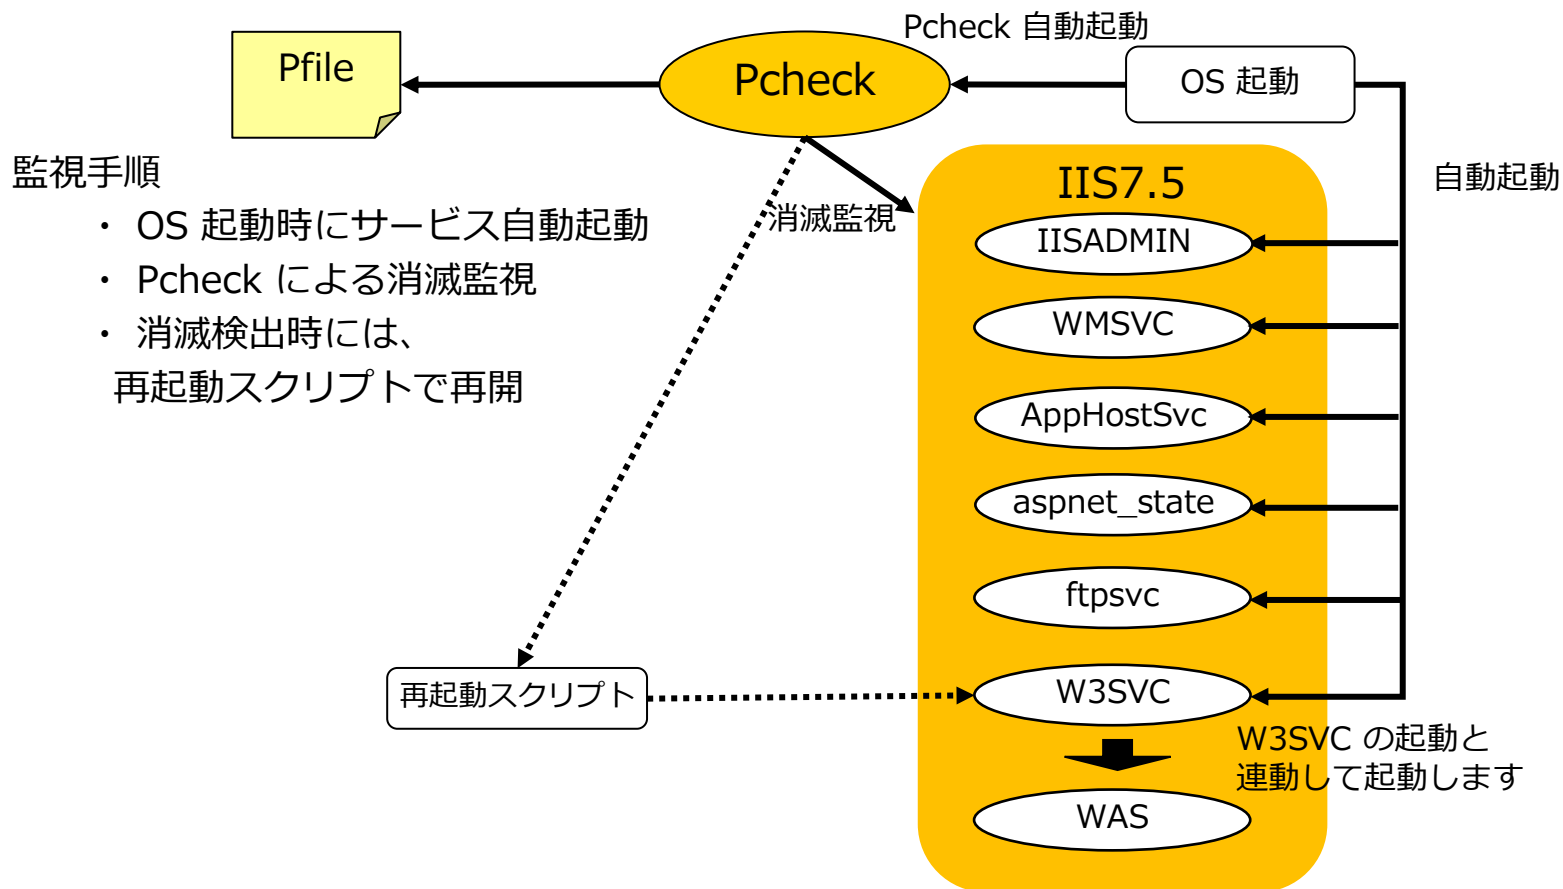 Pcheck 自動起動
Pfile
Pcheck
OS 起動
監視手順
・ OS 起動時にサービス自動起動
・ Pcheck による消滅監視
・ 消滅検出時には、
再起動スクリプトで再開
消滅監視
自動起動
IIS7.5
IISADMIN
WMSVC
AppHostSvc
aspnet_state
ftpsvc
再起動スクリプト
W3SVC
W3SVC の起動と
連動して起動します
WAS